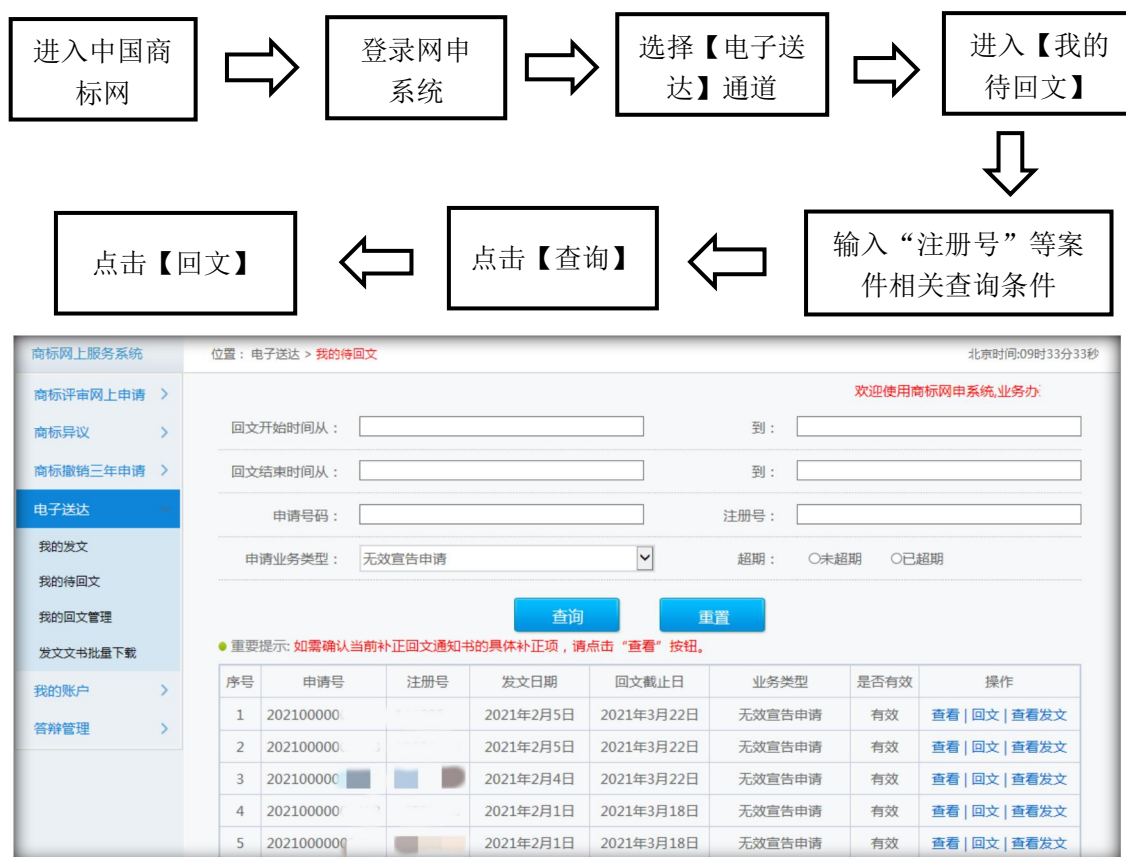 进入中国商
标网
登录网申
系统
选择【电子送
达】通道
进入【我的
待回文】
输入“注册号”等案
件相关查询条件
点击【查询】
点击【回文】
商标网上服务系统
位置：电子送达 > 我的待回文
北京时间:09时33分33秒
欢迎使用商标网申系统,业务办
商标评审网上申请
商标异议
商标撤销三年申请
电子送达
我的发文
我的待回文
我的回文管理
发文文书批量下载
我的账户
答辩管理
回文开始时间从：
到：
回文结束时间从：
到：
申请号码：
注册号：
申请业务类型： 无效宣告申请
超期： ○未超期 ○已超期
查询 重置
重要提示: 如需确认当前补正回文通知书的具体补正项，请点击“查看”按钮。
序号 申请号 注册号 发文日期 回文截止日 业务类型 是否有效 操作
1 202100000 2021年2月5日 2021年3月22日 无效宣告申请 有效 查看 | 回文 | 查看发文
2 202100000 2021年2月5日 2021年3月22日 无效宣告申请 有效 查看 | 回文 | 查看发文
3 202100000 2021年2月4日 2021年3月22日 无效宣告申请 有效 查看 | 回文 | 查看发文
4 202100000 2021年2月1日 2021年3月18日 无效宣告申请 有效 查看 | 回文 | 查看发文
5 202100000 2021年2月1日 2021年3月18日 无效宣告申请 有效 查看 | 回文 | 查看发文